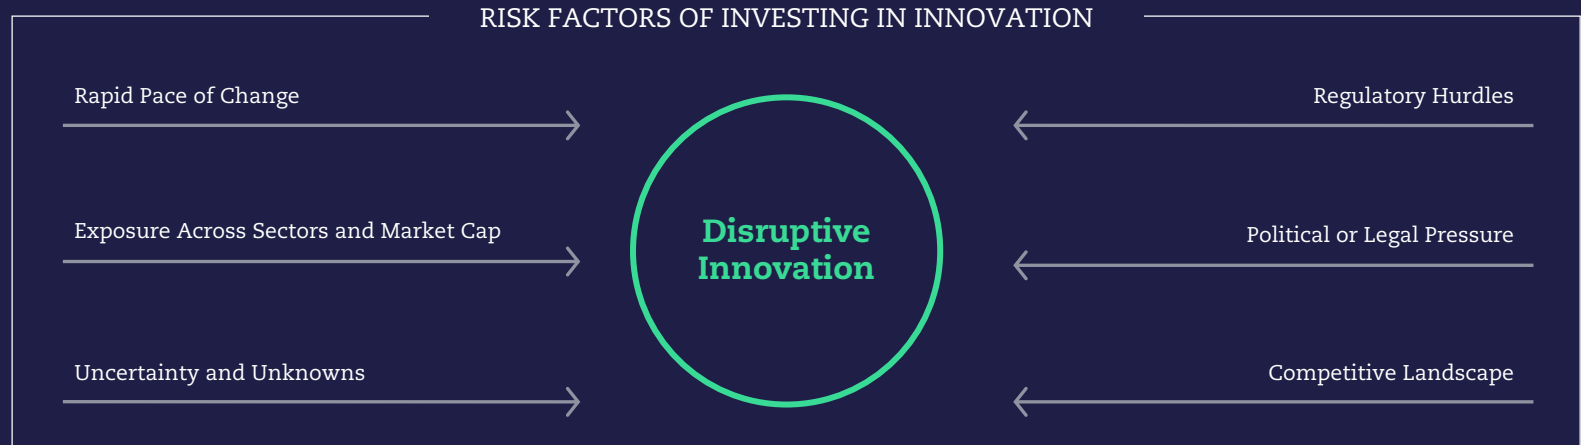 RISK FACTORS OF INVESTING IN INNOVATION
Rapid Pace of Change
Exposure Across Sectors and Market Cap
Uncertainty and Unknowns
Disruptive
Innovation
Regulatory Hurdles
Political or Legal Pressure
Competitive Landscape